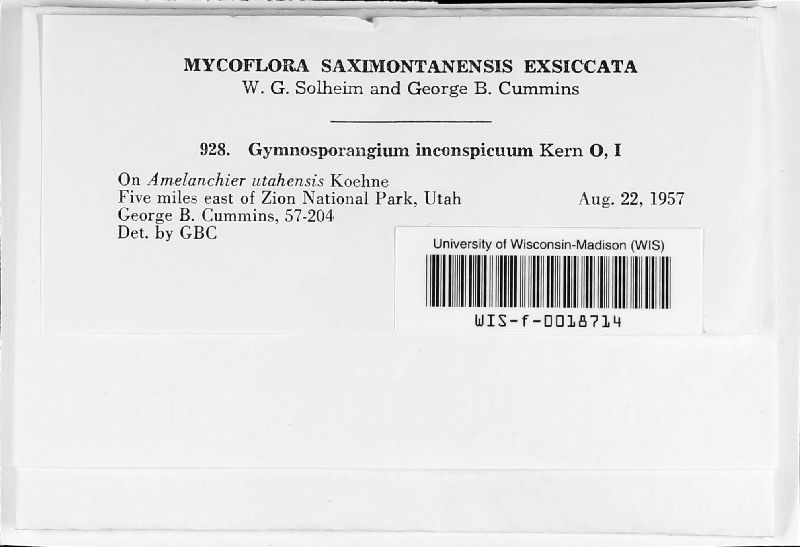 MYCOFLORA SAXIMONTANENSIS EXSICCATA
W. G. Solheim and George B. Cummins
928. Gymnosporangium inconspicuum Kern O, I
On Amelanchier utahensis Koehne
Five miles east of Zion National Park, Utah Aug. 22, 1957
George B. Cummins, 57-204
Det. by GBC
University of Wisconsin-Madison (WIS)
WIS-f-0018714